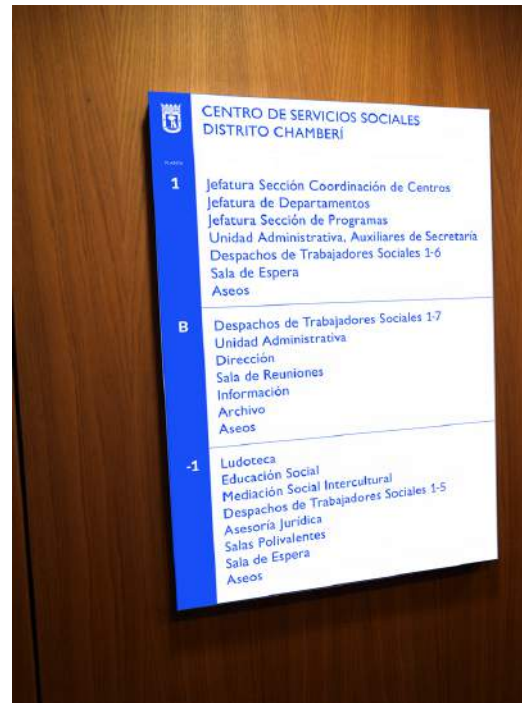 CENTRO DE SERVICIOS SOCIALES
DISTRITO CHAMBERÍ
PLANTA
1
Jefatura Sección Coordinación de Centros
Jefatura de Departamentos
Jefatura Sección de Programas
Unidad Administrativa, Auxiliares de Secretaría
Despachos de Trabajadores Sociales 1-6
Sala de Espera
Aseos
B
Despachos de Trabajadores Sociales 1-7
Unidad Administrativa
Dirección
Sala de Reuniones
Información
Archivo
Aseos
-1
Ludoteca
Educación Social
Mediación Social Intercultural
Despachos de Trabajadores Sociales 1-5
Asesoría Jurídica
Salas Polivalentes
Sala de Espera
Aseos